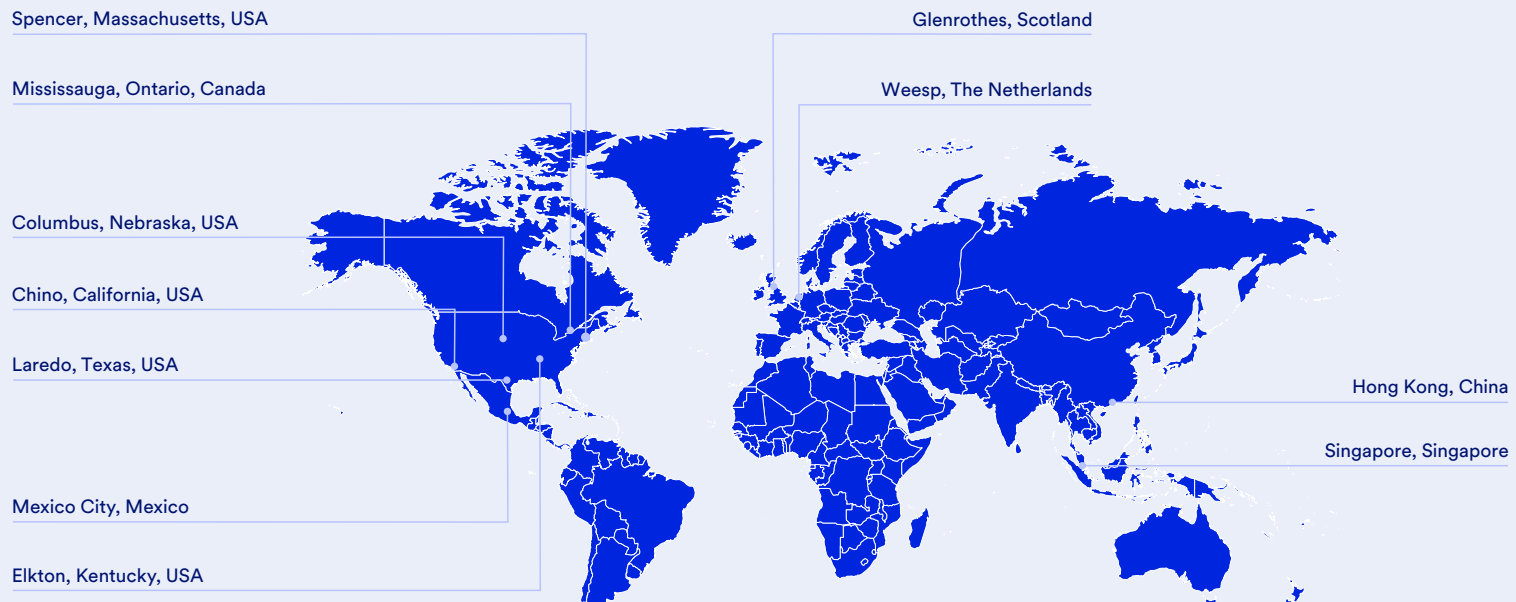 Spencer, Massachusetts, USA
Glenrothes, Scotland
Mississauga, Ontario, Canada
Weesp, The Netherlands
Columbus, Nebraska, USA
Chino, California, USA
Laredo, Texas, USA
Hong Kong, China
Singapore, Singapore
Mexico City, Mexico
Elkton, Kentucky, USA